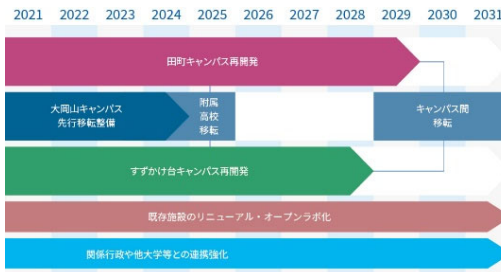 2021 2022 2023 2024 2025 2026 2027 2028 2029 2030 2031
田町キャンパス再開発
大岡山キャンパス
先行移転整備
附属
高校
移転
キャンパス間
移転
すずかけ台キャンパス再開発
既存施設のリニューアル・オープンラボ化
関係行政や他大学等との連携強化